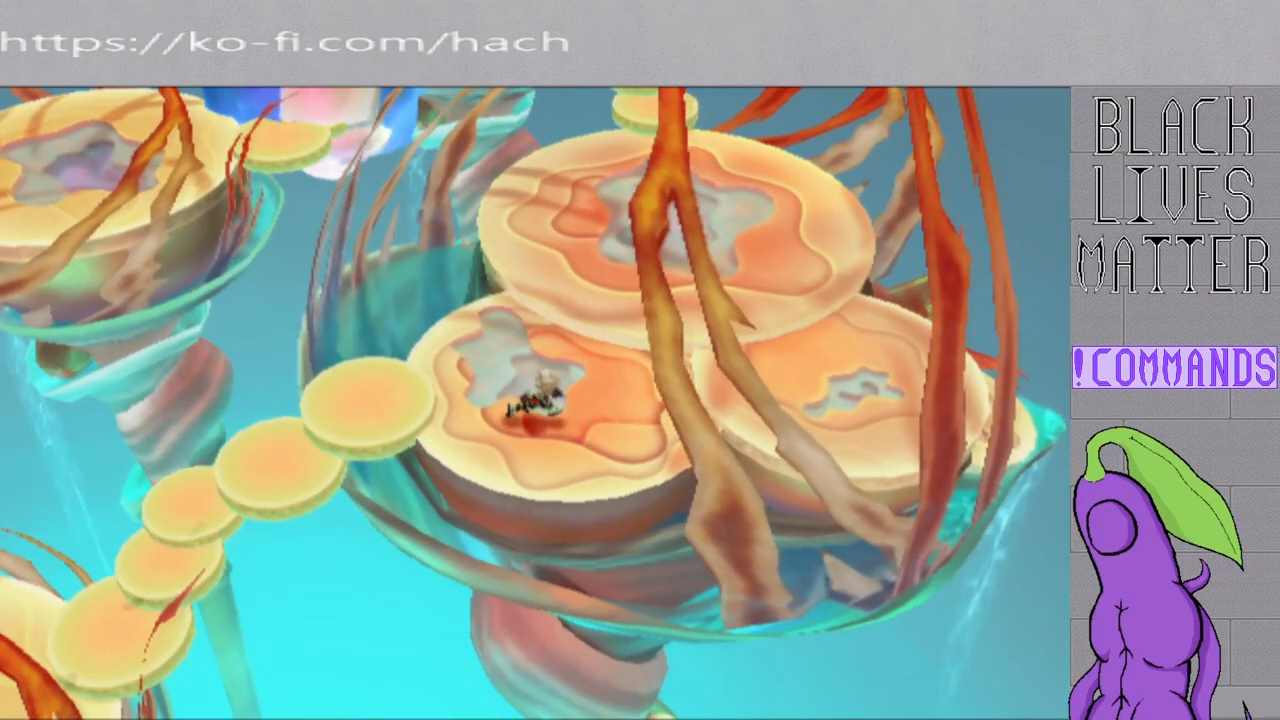 https://ko-fi.com/hach
BLACK
LIVES
MATTER
!COMMANDS